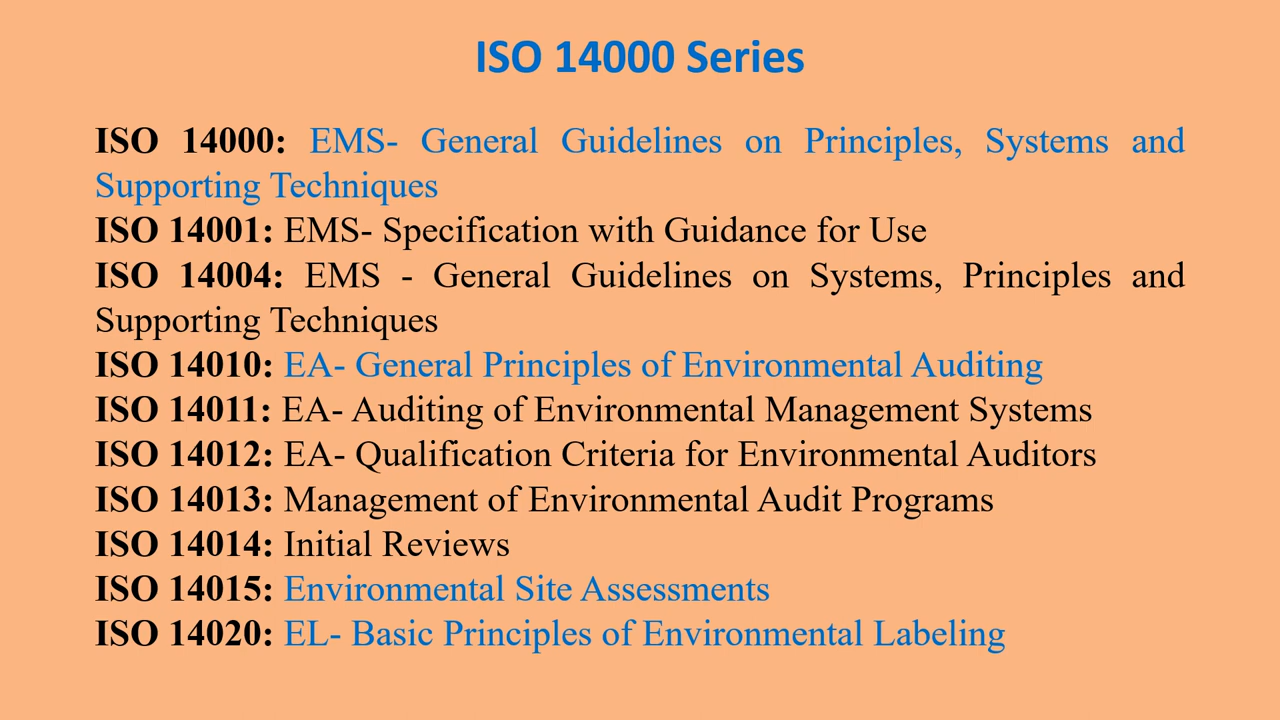 ISO 14000 Series
ISO 14000: EMS- General Guidelines on Principles, Systems and
Supporting Techniques
ISO 14001: EMS- Specification with Guidance for Use
ISO 14004: EMS - General Guidelines on Systems, Principles and
Supporting Techniques
ISO 14010: EA- General Principles of Environmental Auditing
ISO 14011: EA- Auditing of Environmental Management Systems
ISO 14012: EA- Qualification Criteria for Environmental Auditors
ISO 14013: Management of Environmental Audit Programs
ISO 14014: Initial Reviews
ISO 14015: Environmental Site Assessments
ISO 14020: EL- Basic Principles of Environmental Labeling